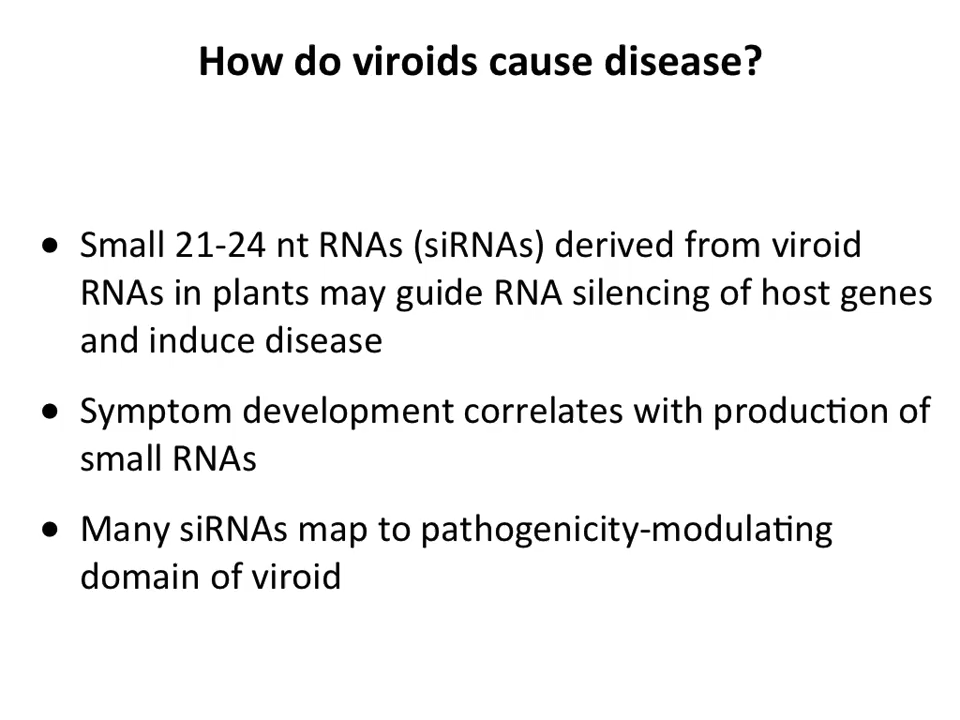 How do viroids cause disease?
• Small 21-24 nt RNAs (siRNAs) derived from viroid
RNAs in plants may guide RNA silencing of host genes
and induce disease
• Symptom development correlates with production of
small RNAs
• Many siRNAs map to pathogenicity-modulating
domain of viroid